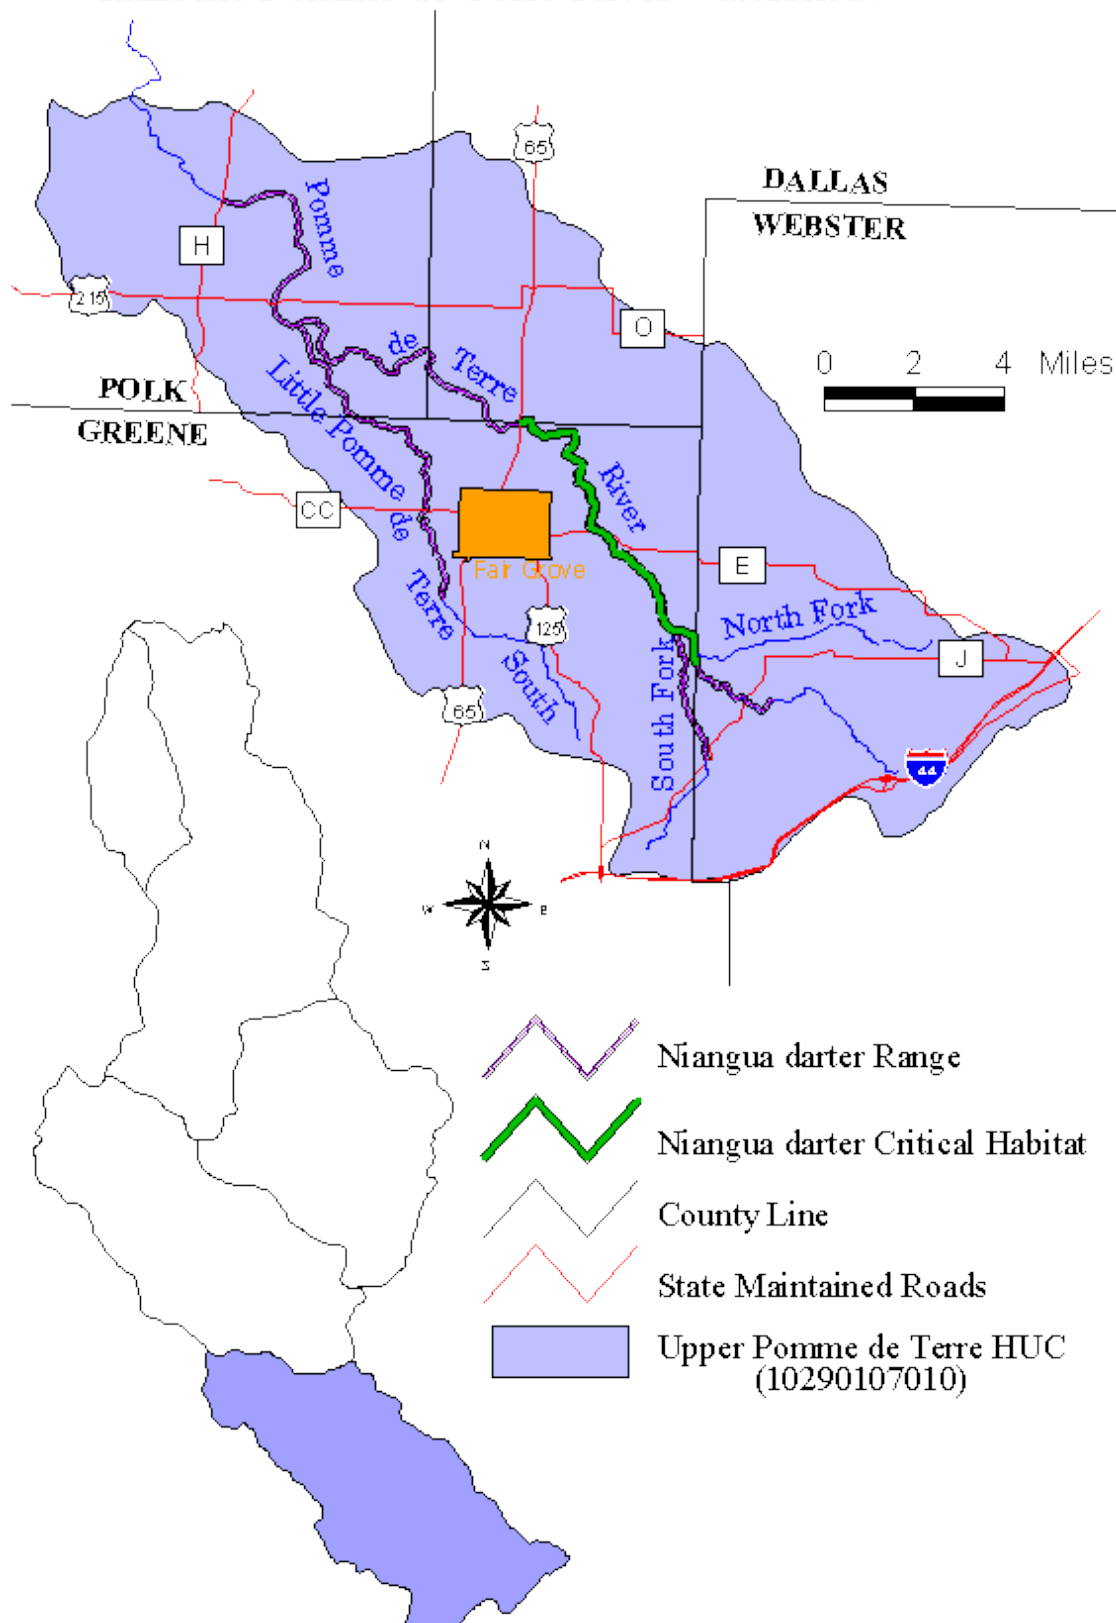 65
DALLAS
WEBSTER
Pomme
H
215
O
de
Terre
0 2 4 Miles
Little Pomme de Terre
POLK
GREENE
River
CC
E
Fair Grove
North Fork
125
J
South
South Fork
65
44
N
W E
S
Niangua darter Range
Niangua darter Critical Habitat
County Line
State Maintained Roads
Upper Pomme de Terre HUC
(10290107010)